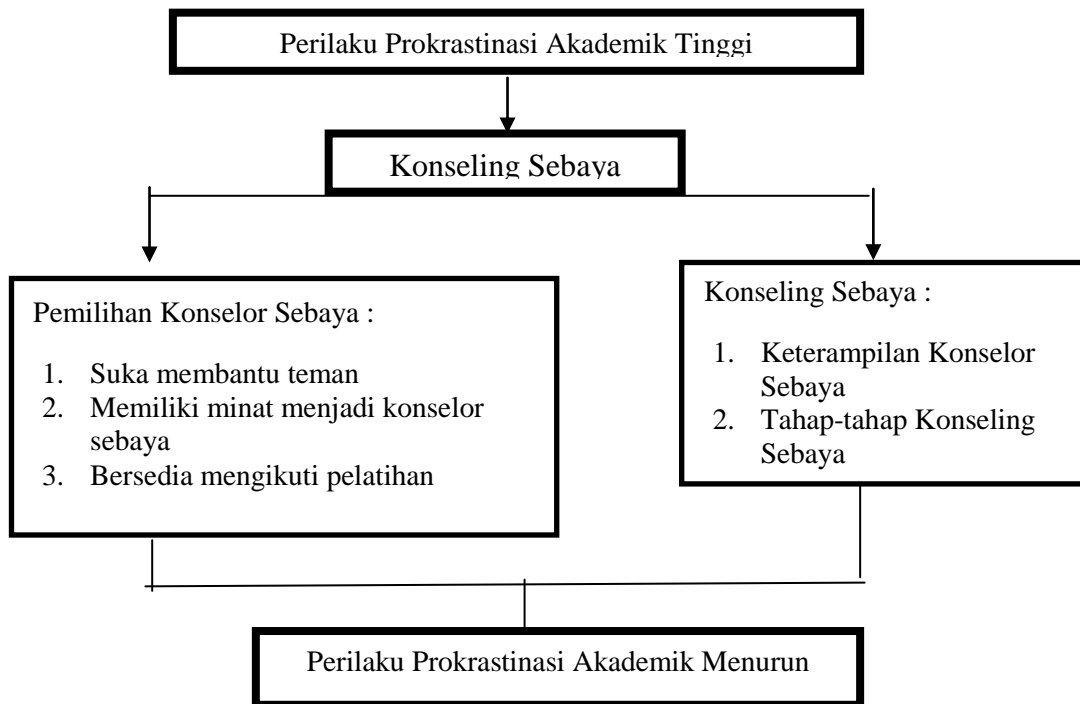 Perilaku Prokrastinasi Akademik Tinggi
Konseling Sebaya
Pemilihan Konselor Sebaya :
1. Suka membantu teman
2. Memiliki minat menjadi konselor
sebaya
3. Bersedia mengikuti pelatihan
Konseling Sebaya :
1. Keterampilan Konselor
Sebaya
2. Tahap-tahap Konseling
Sebaya
Perilaku Prokrastinasi Akademik Menurun